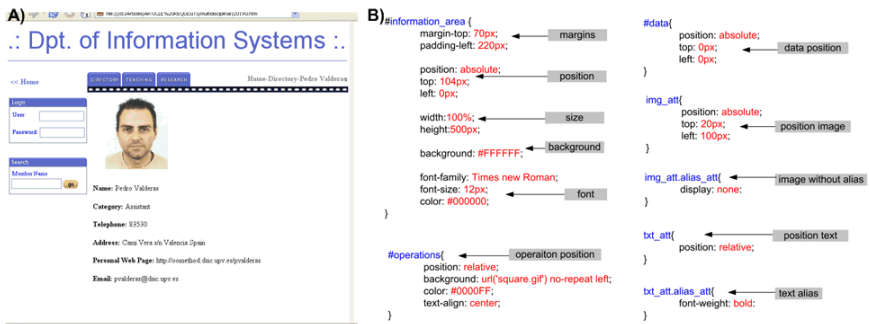 A)
.: Dpt. of Information Systems :.
<< Home
DIRECTORY TEACHING RESEARCH
Home-Directory-Pedro Valderas
Login
User
Password
Search
Member Name
go
Name: Pedro Valderas
Category: Assistant
Telephone: 83530
Address: Cami Vera s/n Valencia Spain
Personal Web Page: http://oomethod.dsic.upv.es/pvalderas
Email: pvalderas@dsic.upv.es
B)
#information_area {
margin-top: 70px; margins
padding-left: 220px;
position: absolute;
top: 104px; position
left: 0px;
width:100%; size
height:500px;
background: #FFFFFF; background
font-family: Times new Roman;
font-size: 12px; font
color: #000000;
}
#operations{ operaiton position
position: relative;
background: url('square.gif') no-repeat left;
color: #0000FF;
text-align: center;
}
#data{
position: absolute;
top: 0px; data position
left: 0px;
}
img_att{
position: absolute;
top: 20px; position image
left: 100px;
}
img_att.alias_att{ image without alias
display: none:
}
txt_att{ position text
position: relative;
}
txt_att.alias_att{ text alias
font-weight: bold:
}